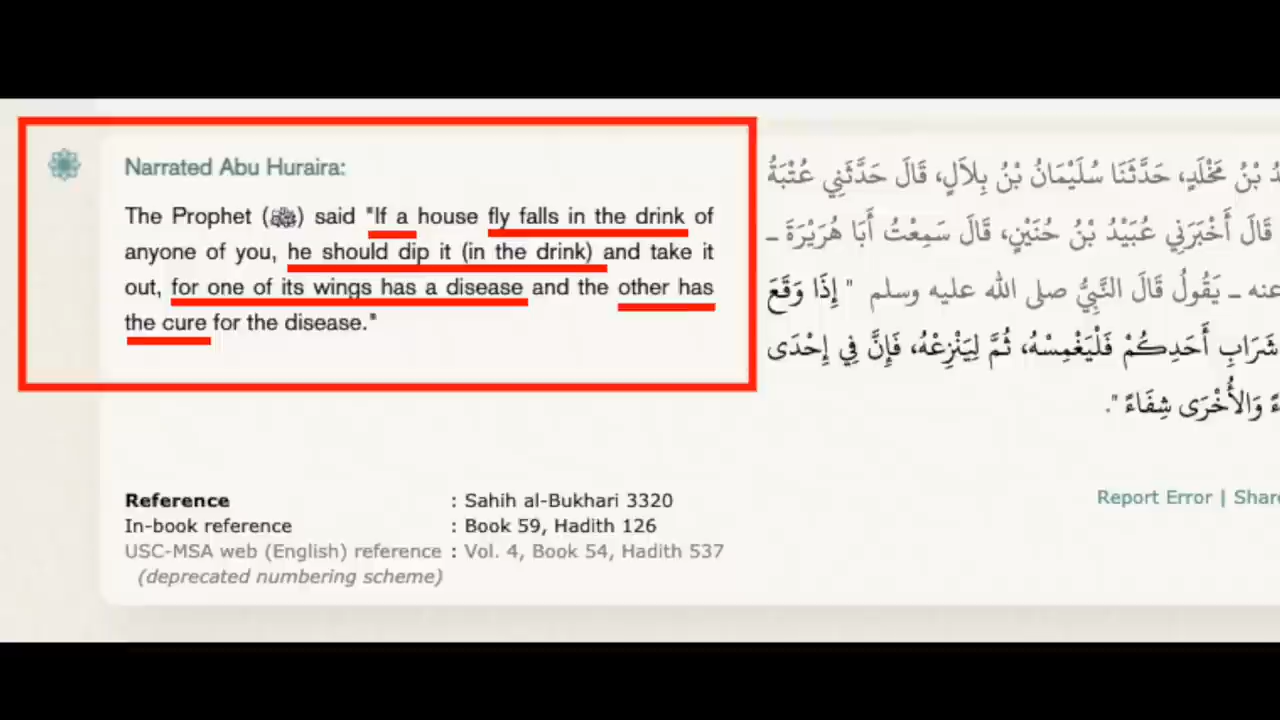 Narrated Abu Huraira:
The Prophet (ﷺ) said "If a house fly falls in the drink of
anyone of you, he should dip it (in the drink) and take it
out, for one of its wings has a disease and the other has
the cure for the disease."
بْنُ مَخْلَدٍ، حَدَّثَنَا سُلَيْمَانُ بْنُ بِلاَلٍ، قَالَ حَدَّثَنِي عُتْبَةُ
قَالَ أَخْبَرَنِي عُبَيْدُ بْنُ حُنَيْنٍ، قَالَ سَمِعْتُ أَبَا هُرَيْرَةَ ـ
عنه ـ يَقُولُ قَالَ النَّبِيُّ صلى الله عليه وسلم ‏ "‏ إِذَا وَقَعَ
شَرَابِ أَحَدِكُمْ فَلْيَغْمِسْهُ، ثُمَّ لِيَنْزِعْهُ، فَإِنَّ فِي إِحْدَى
وَالأُخْرَى شِفَاءً ‏"‏‏.‏
Reference : Sahih al-Bukhari 3320
In-book reference : Book 59, Hadith 126
USC-MSA web (English) reference : Vol. 4, Book 54, Hadith 537
(deprecated numbering scheme)
Report Error | Share